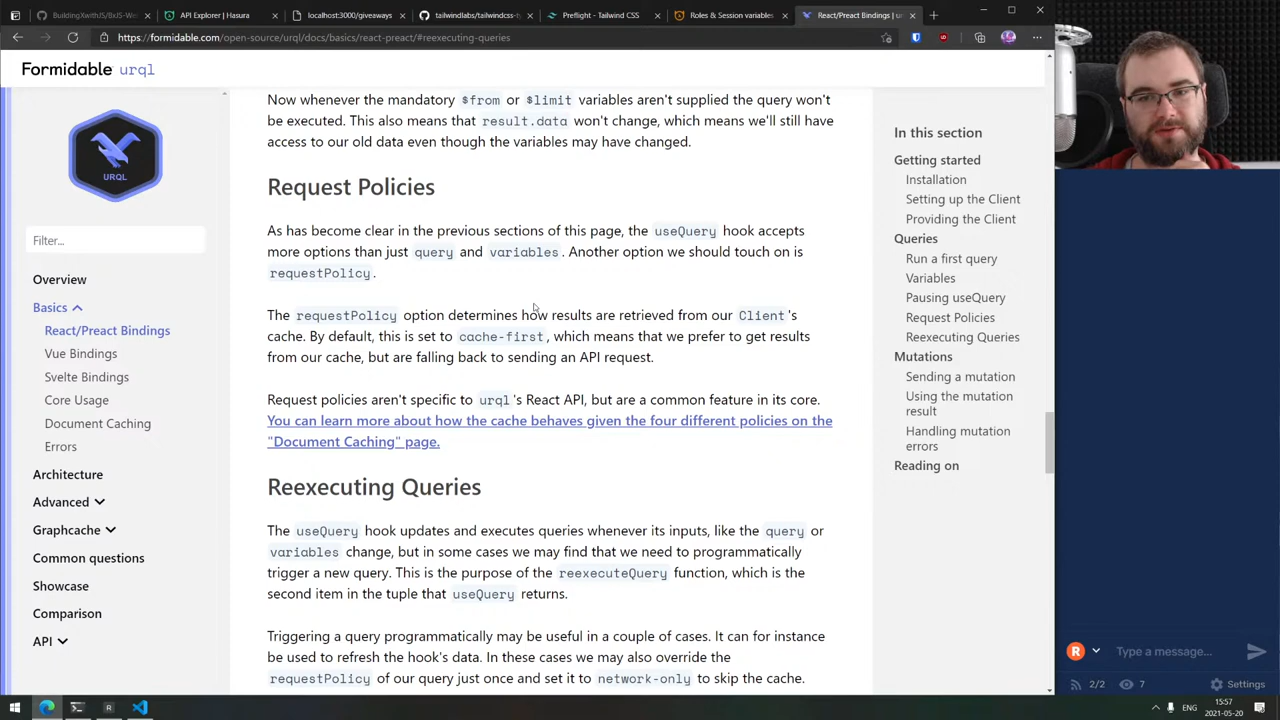 BuildingXwithJS/BxJS-We
API Explorer | Hasura
localhost:3000/giveaways
tailwindlabs/tailwindcss-ty
Preflight - Tailwind CSS
Roles & Session variables
React/Preact Bindings | u
https://formidable.com/open-source/urql/docs/basics/react-preact/#reexecuting-queries
Formidable urql
URQL
Filter...
Overview
Basics
React/Preact Bindings
Vue Bindings
Svelte Bindings
Core Usage
Document Caching
Errors
Architecture
Advanced
Graphcache
Common questions
Showcase
Comparison
API
Now whenever the mandatory $from or $limit variables aren't supplied the query won't
be executed. This also means that result.data won't change, which means we'll still have
access to our old data even though the variables may have changed.
Request Policies
As has become clear in the previous sections of this page, the useQuery hook accepts
more options than just query and variables. Another option we should touch on is
requestPolicy.
The requestPolicy option determines how results are retrieved from our Client's
cache. By default, this is set to cache-first, which means that we prefer to get results
from our cache, but are falling back to sending an API request.
Request policies aren't specific to urql's React API, but are a common feature in its core.
You can learn more about how the cache behaves given the four different policies on the
"Document Caching" page.
Reexecuting Queries
The useQuery hook updates and executes queries whenever its inputs, like the query or
variables change, but in some cases we may find that we need to programmatically
trigger a new query. This is the purpose of the reexecuteQuery function, which is the
second item in the tuple that useQuery returns.
Triggering a query programmatically may be useful in a couple of cases. It can for instance
be used to refresh the hook's data. In these cases we may also override the
requestPolicy of our query just once and set it to network-only to skip the cache.
In this section
Getting started
Installation
Setting up the Client
Providing the Client
Queries
Run a first query
Variables
Pausing useQuery
Request Policies
Reexecuting Queries
Mutations
Sending a mutation
Using the mutation
result
Handling mutation
errors
Reading on
R
Type a message...
2/2
7
Settings
ENG
15:57
2021-05-20